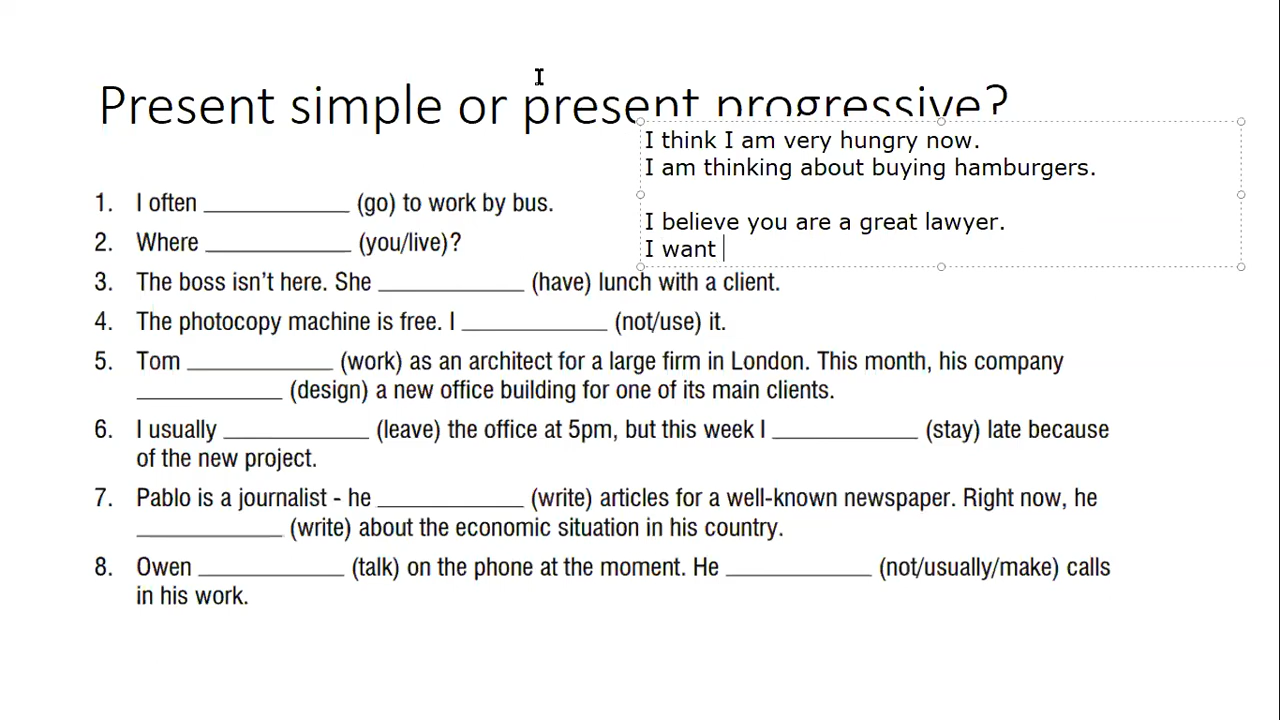 Present simple or present progressive?
I think I am very hungry now.
I am thinking about buying hamburgers.
I believe you are a great lawyer.
I want
1. I often ____________ (go) to work by bus.
2. Where ____________ (you/live)?
3. The boss isn't here. She ____________ (have) lunch with a client.
4. The photocopy machine is free. I ____________ (not/use) it.
5. Tom ____________ (work) as an architect for a large firm in London. This month, his company
____________ (design) a new office building for one of its main clients.
6. I usually ____________ (leave) the office at 5pm, but this week I ____________ (stay) late because
of the new project.
7. Pablo is a journalist - he ____________ (write) articles for a well-known newspaper. Right now, he
____________ (write) about the economic situation in his country.
8. Owen ____________ (talk) on the phone at the moment. He ____________ (not/usually/make) calls
in his work.